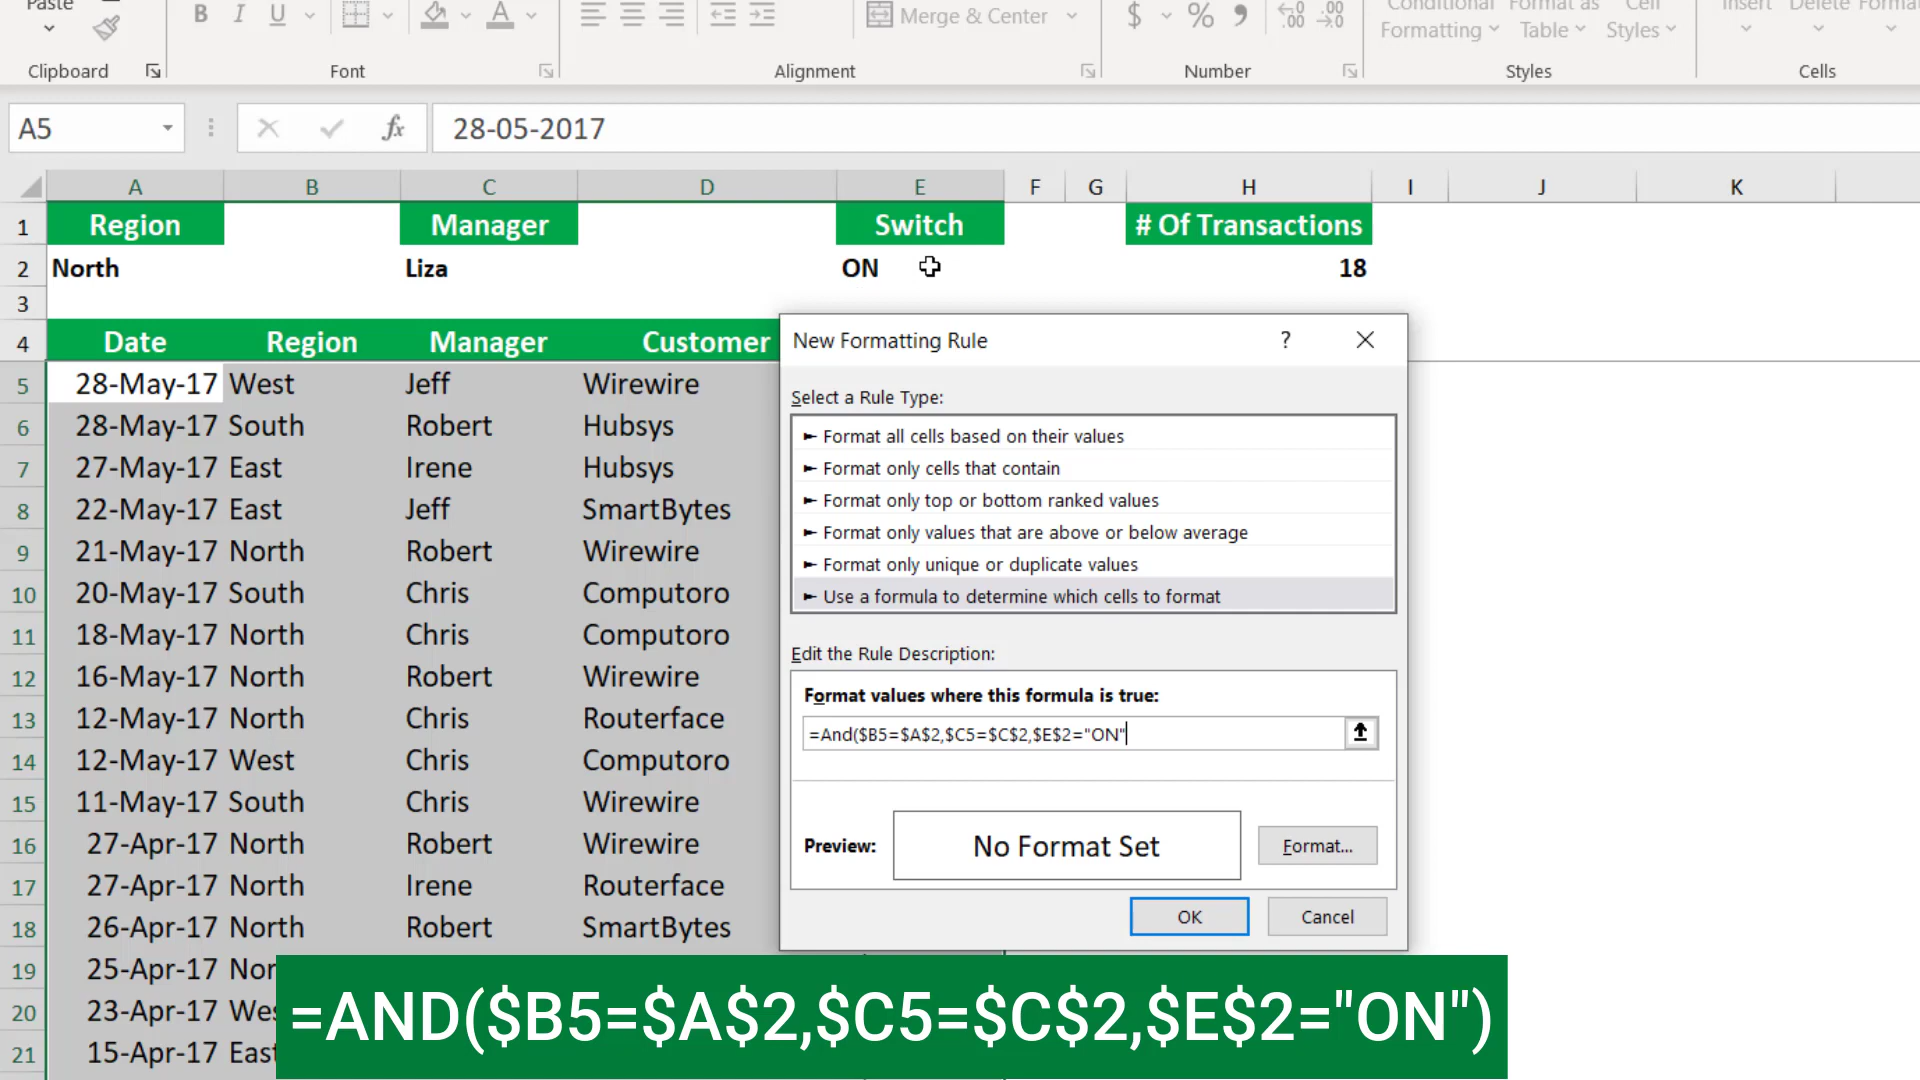 Paste
B I U A
Merge & Center
$ % , .00 .00
Conditional Format as Cell
Formatting Table Styles
Insert Delete
Clipboard Font Alignment Number Styles Cells
A5 fx 28-05-2017
A B C D E F G H I J K
1 Region Manager Switch # Of Transactions
2 North Liza ON 18
3
4 Date Region Manager Customer
5 28-May-17 West Jeff Wirewire
6 28-May-17 South Robert Hubsys
7 27-May-17 East Irene Hubsys
8 22-May-17 East Jeff SmartBytes
9 21-May-17 North Robert Wirewire
10 20-May-17 South Chris Computoro
11 18-May-17 North Chris Computoro
12 16-May-17 North Robert Wirewire
13 12-May-17 North Chris Routerface
14 12-May-17 West Chris Computoro
15 11-May-17 South Chris Wirewire
16 27-Apr-17 North Robert Wirewire
17 27-Apr-17 North Irene Routerface
18 26-Apr-17 North Robert SmartBytes
19 25-Apr-17
20 23-Apr-17
21 15-Apr-17 East
New Formatting Rule ?
Select a Rule Type:
► Format all cells based on their values
► Format only cells that contain
► Format only top or bottom ranked values
► Format only values that are above or below average
► Format only unique or duplicate values
► Use a formula to determine which cells to format
Edit the Rule Description:
Format values where this formula is true:
=And($B5=$A$2,$C5=$C$2,$E$2="ON"
Preview: No Format Set Format...
OK Cancel
=AND($B5=$A$2,$C5=$C$2,$E$2="ON")